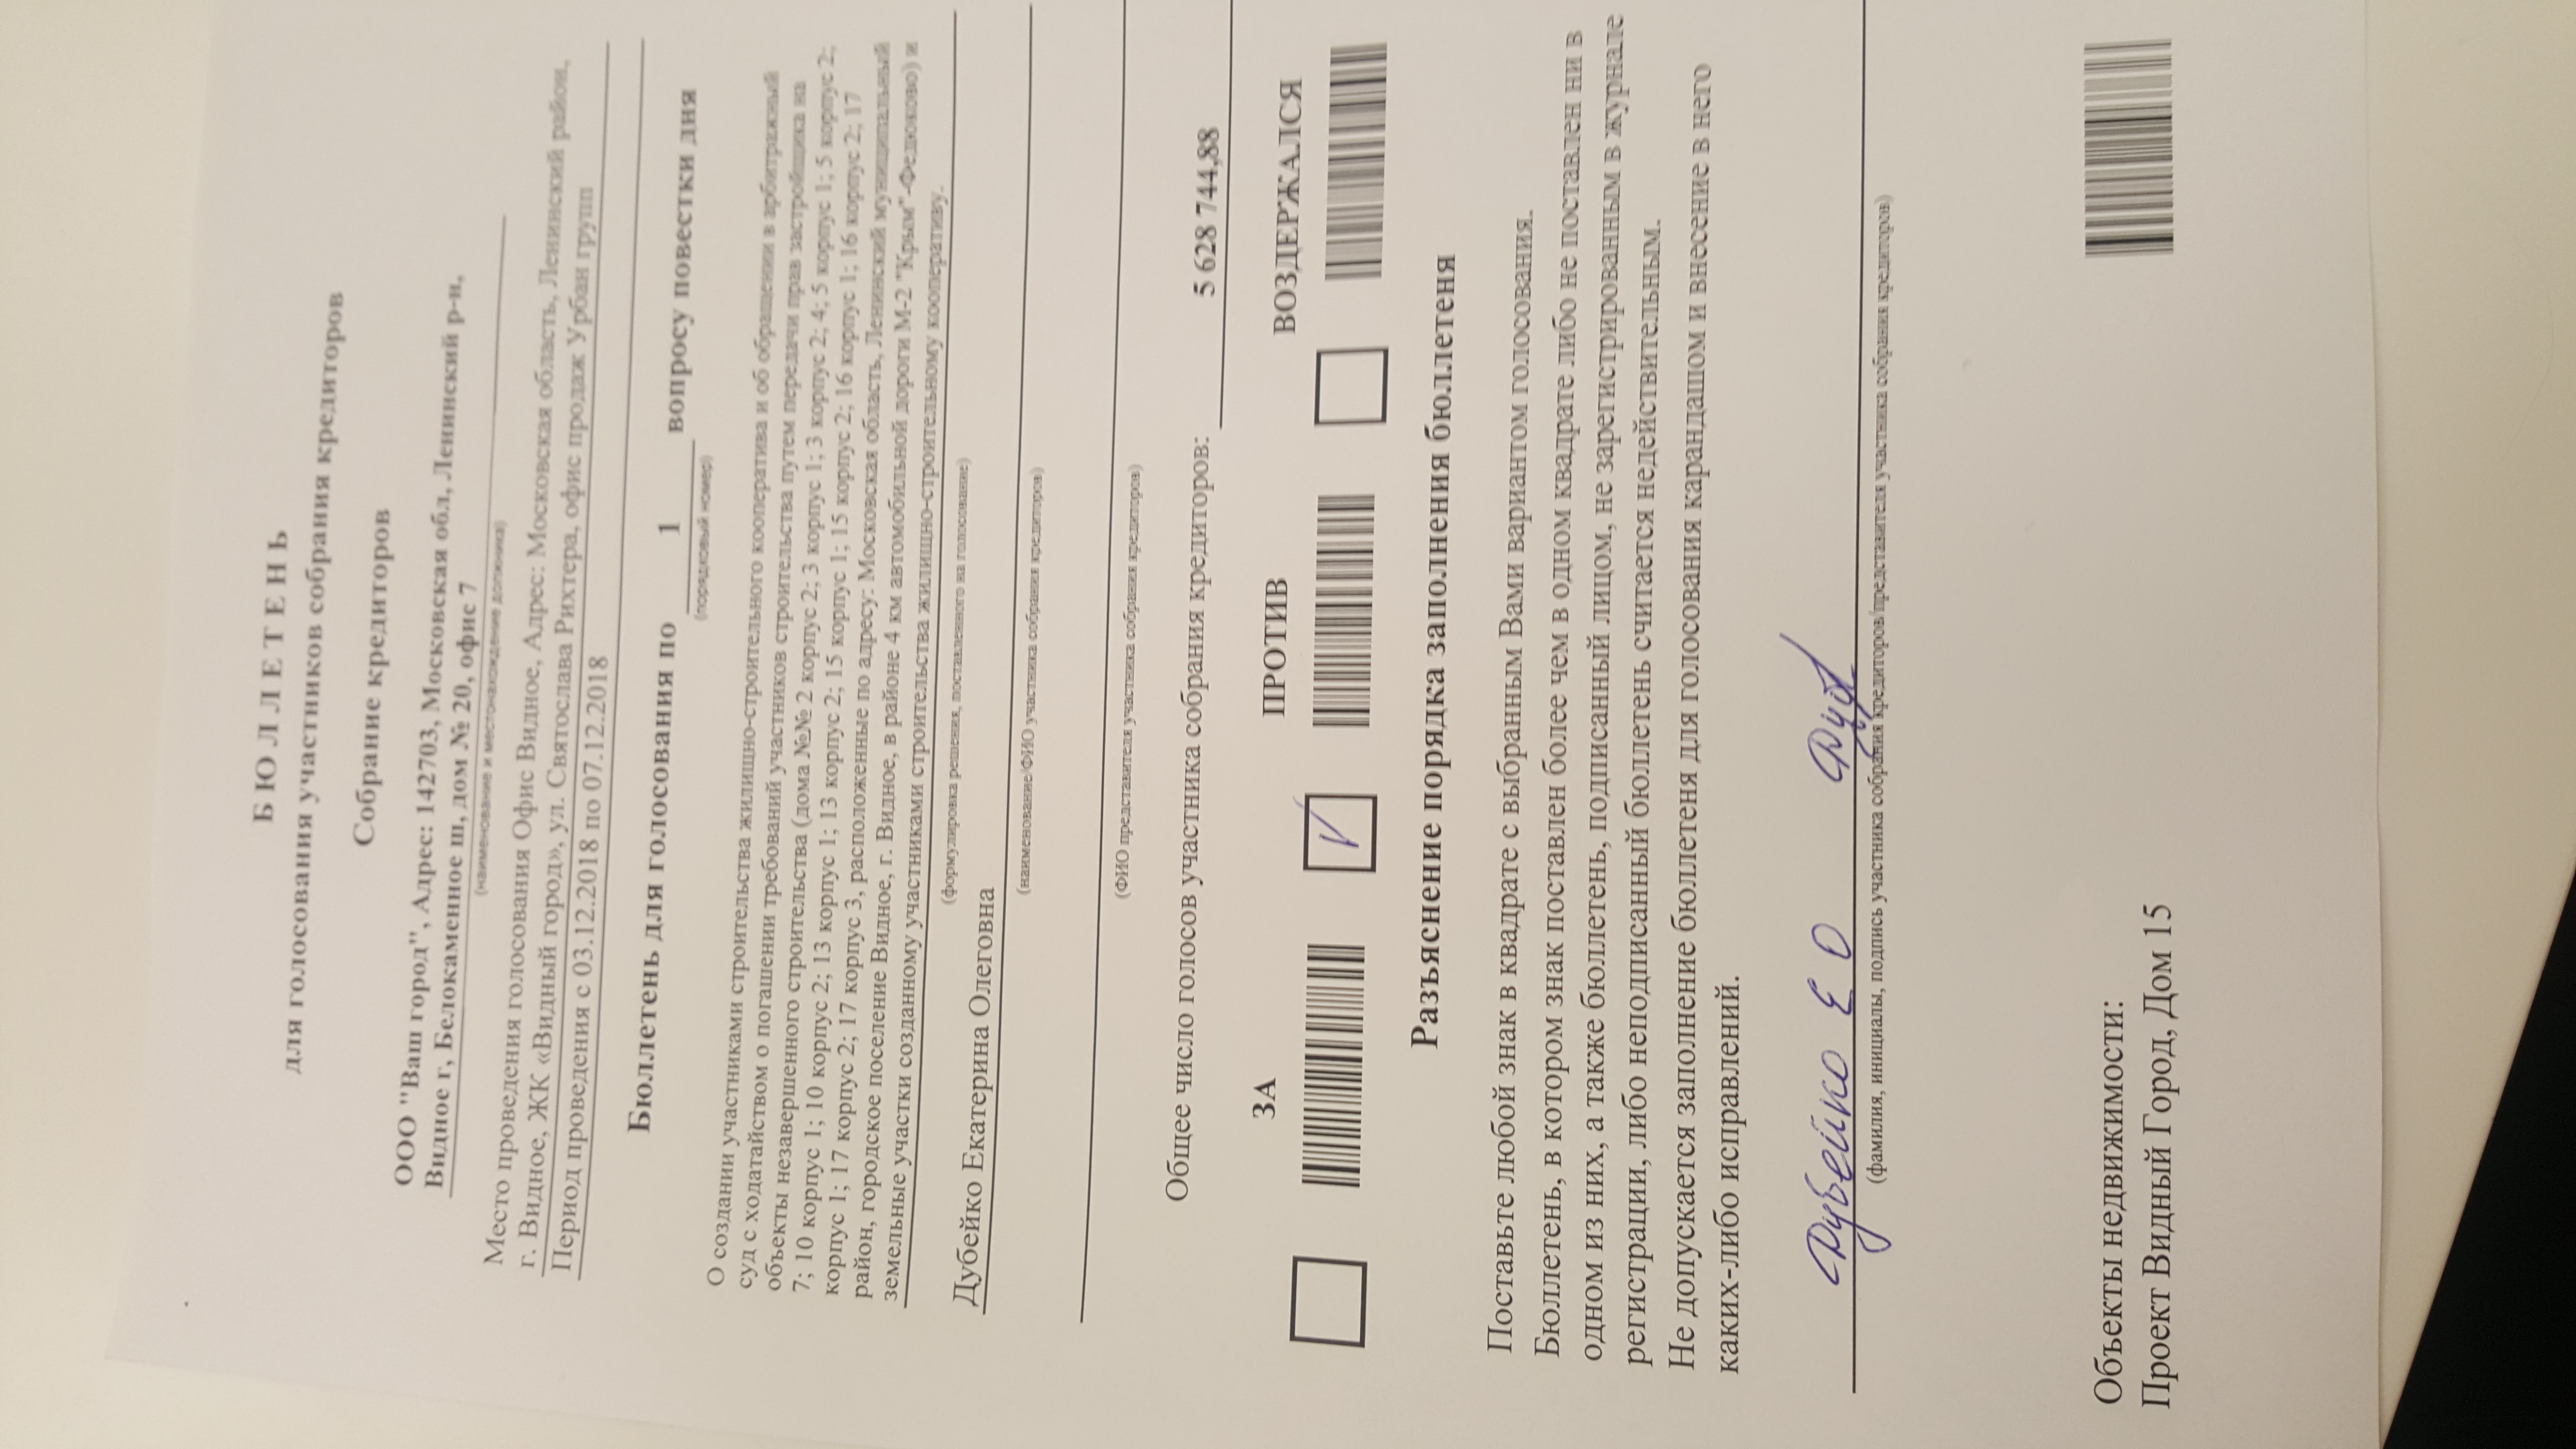 БЮЛЛЕТЕНЬ
для голосования участников собрания кредиторов
Собрание кредиторов
ООО "Ваш город", Адрес: 142703, Московская обл, Ленинский р-н,
Видное г, Белокаменное ш, дом № 20, офис 7
(наименование и местонахождение должника)
Место проведения голосования Офис Видное, Адрес: Московская область, Ленинский район,
г. Видное, ЖК «Видный город», ул. Святослава Рихтера, офис продаж Урбан групп
Период проведения с 03.12.2018 по 07.12.2018
Бюллетень для голосования по 1 вопросу повестки дня
(порядковый номер)
О создании участниками строительства жилищно-строительного кооператива и об обращении в арбитражный
суд с ходатайством о погашении требований участников строительства путем передачи прав застройщика на
объекты незавершенного строительства (дома №№ 2 корпус 2; 3 корпус 1; 3 корпус 2; 4; 5 корпус 1; 5 корпус 2;
7; 10 корпус 1; 10 корпус 2; 13 корпус 1; 13 корпус 2; 15 корпус 1; 15 корпус 2; 16 корпус 1; 16 корпус 2; 17
корпус 1; 17 корпус 2; 17 корпус 3, расположенные по адресу: Московская область, Ленинский муниципальный
район, городское поселение Видное, г. Видное, в районе 4 км автомобильной дороги М-2 "Крым"-Федюково) и
земельные участки созданному участниками строительства жилищно-строительному кооперативу.
(формулировка решения, поставленного на голосование)
Дубейко Екатерина Олеговна
(наименование/ФИО участника собрания кредиторов)
(ФИО представителя участника собрания кредиторов)
Общее число голосов участника собрания кредиторов: 5 628 744,88
ЗА ПРОТИВ ВОЗДЕРЖАЛСЯ
Разъяснение порядка заполнения бюллетеня
Поставьте любой знак в квадрате с выбранным Вами вариантом голосования.
Бюллетень, в котором знак поставлен более чем в одном квадрате либо не поставлен ни в
одном из них, а также бюллетень, подписанный лицом, не зарегистрированным в журнале
регистрации, либо неподписанный бюллетень считается недействительным.
Не допускается заполнение бюллетеня для голосования карандашом и внесение в него
каких-либо исправлений.
Дубейко Е О Дуб
(фамилия, инициалы, подпись участника собрания кредиторов/представителя участника собрания кредиторов)
Объекты недвижимости:
Проект Видный Город, Дом 15